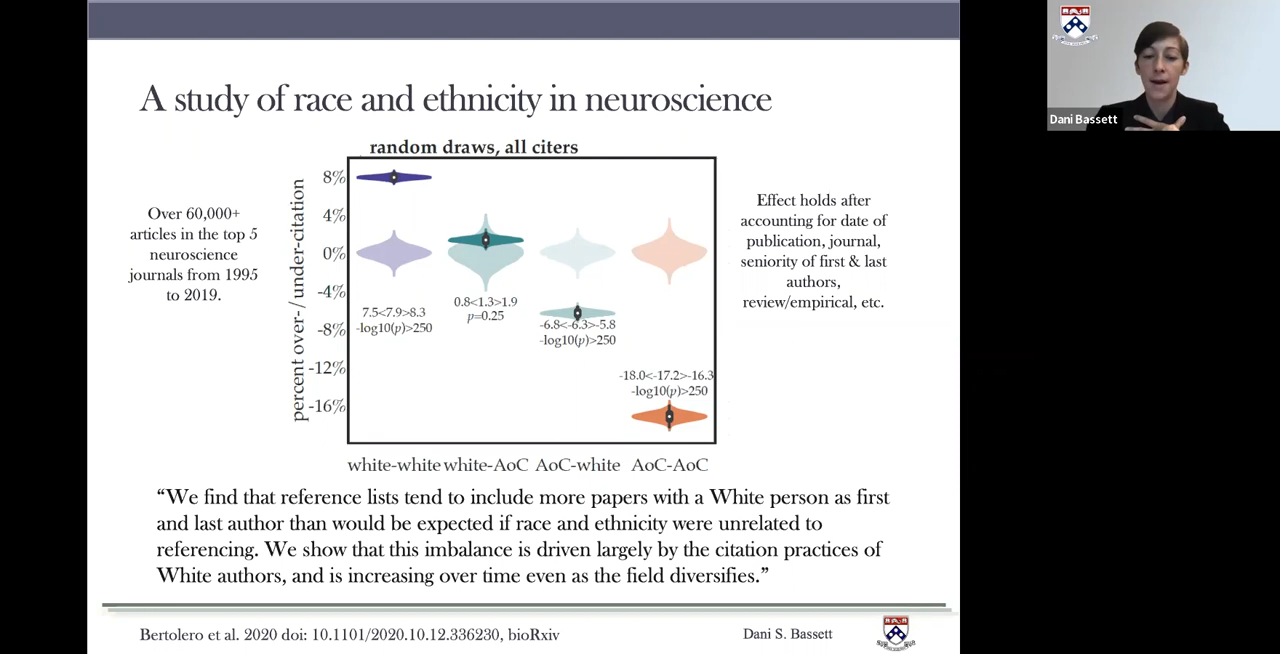 A study of race and ethnicity in neuroscience
random draws, all citers
Over 60,000+
articles in the top 5
neuroscience
journals from 1995
to 2019.
percent over-/under-citation
8%
4%
0%
-4%
-8%
-12%
-16%
7.5<7.9>8.3
-log10(p)>250
0.8<1.3>1.9
p=0.25
-6.8<-6.3>-5.8
-log10(p)>250
-18.0<-17.2>-16.3
-log10(p)>250
white-white white-AoC AoC-white AoC-AoC
Effect holds after
accounting for date of
publication, journal,
seniority of first & last
authors,
review/empirical, etc.
“We find that reference lists tend to include more papers with a White person as first
and last author than would be expected if race and ethnicity were unrelated to
referencing. We show that this imbalance is driven largely by the citation practices of
White authors, and is increasing over time even as the field diversifies.”
Bertolero et al. 2020 doi: 10.1101/2020.10.12.336230, bioRxiv
Dani S. Bassett
Dani Bassett